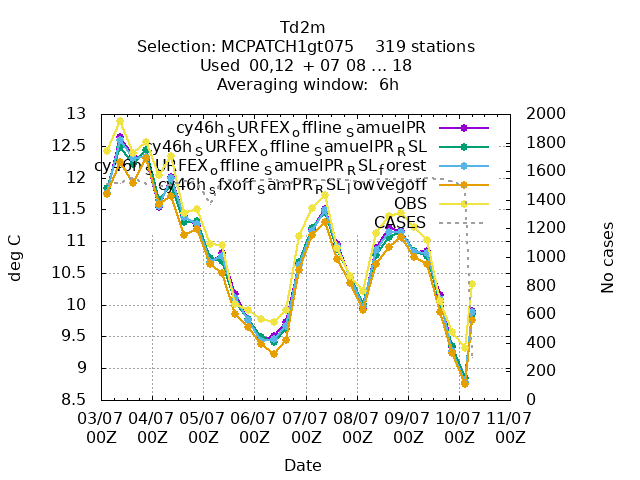 Td2m
Selection: MCPATCH1gt075 319 stations
Used 00,12 + 07 08 ... 18
Averaging window: 6h
cy46h_SURFEX_offline_SamuelPR
cy46h_SURFEX_offline_SamuelPR_RSL
cy46h_SURFEX_offline_SamuelPR_RSL_forest
cy46h_sfxoff_SamPR_RSL_lowvegoff
OBS
CASES
13
12.5
12
11.5
11
10.5
10
9.5
9
8.5
deg C
2000
1800
1600
1400
1200
1000
800
600
400
200
0
No cases
03/07 04/07 05/07 06/07 07/07 08/07 09/07 10/07 11/07
00Z 00Z 00Z 00Z 00Z 00Z 00Z 00Z 00Z
Date